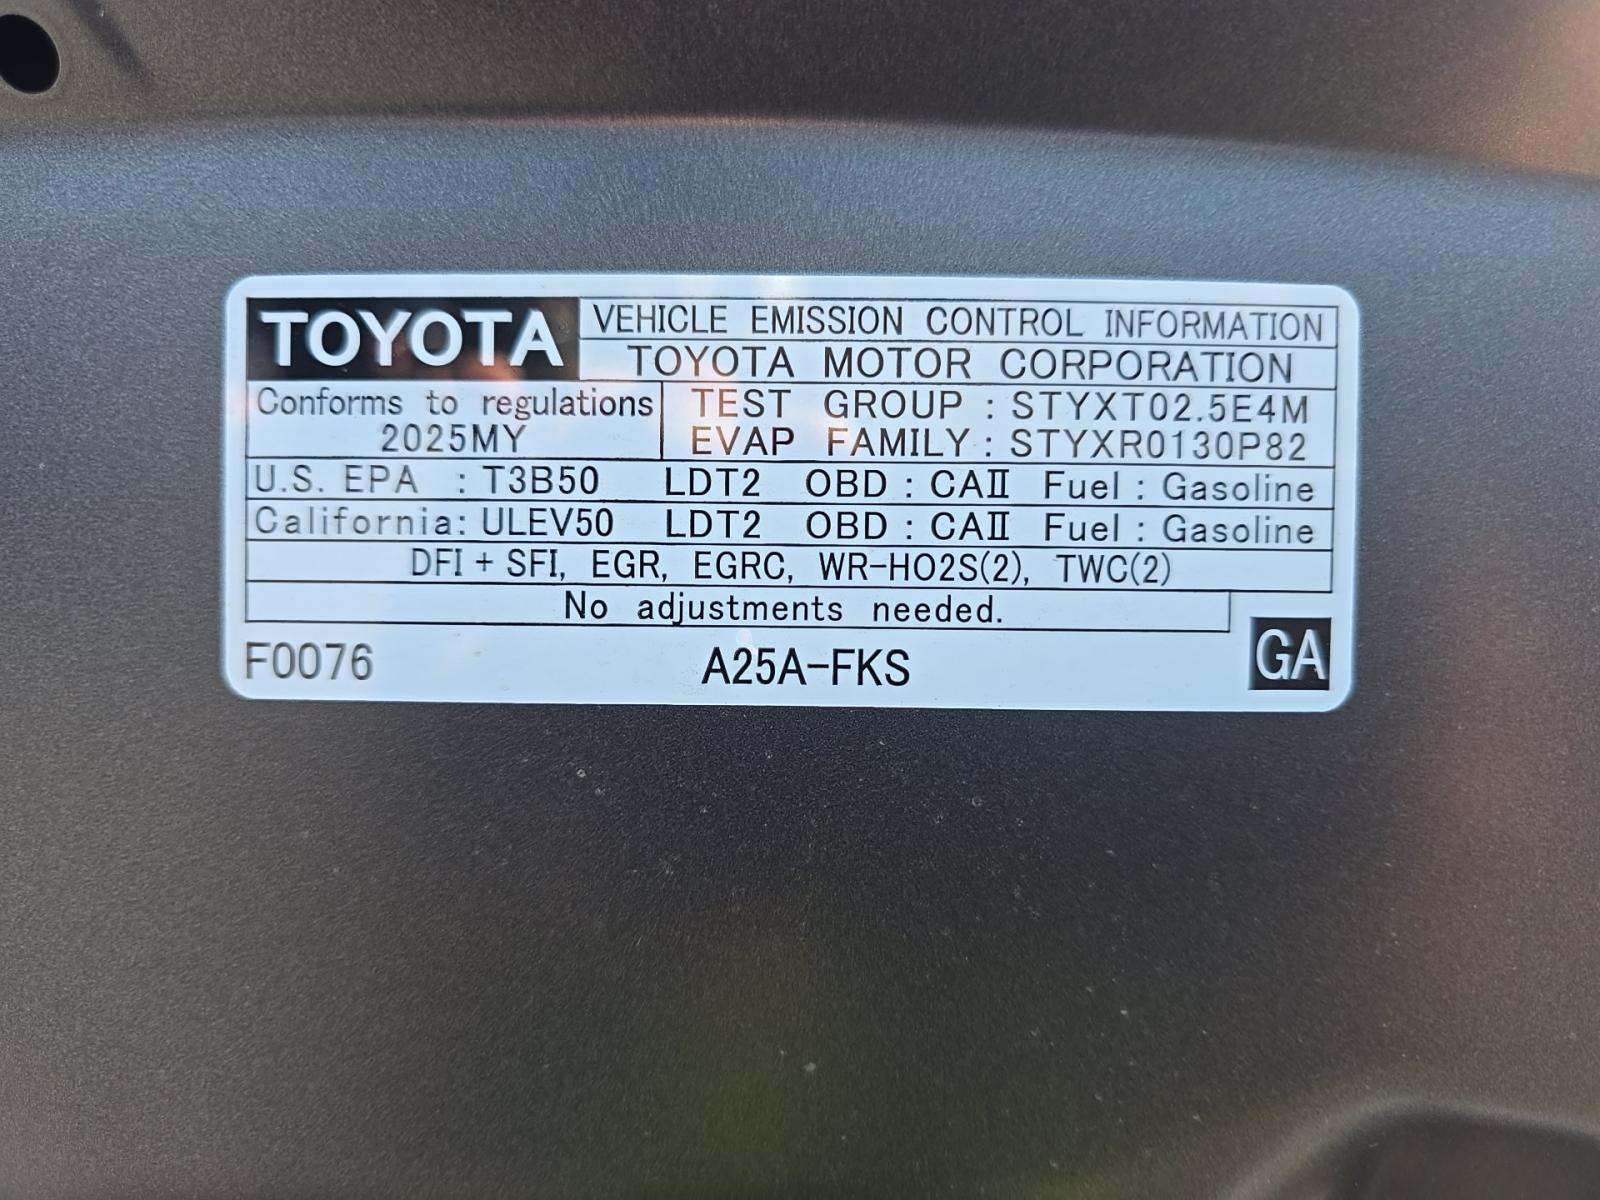 TOYOTA VEHICLE EMISSION CONTROL INFORMATION
TOYOTA MOTOR CORPORATION
Conforms to regulations TEST GROUP : STYXT02.5E4M
2025MY EVAP FAMILY : STYXR0130P82
U.S. EPA : T3B50 LDT2 OBD : CAⅡ Fuel : Gasoline
California: ULEV50 LDT2 OBD : CAⅡ Fuel : Gasoline
DFI + SFI, EGR, EGRC, WR-HO2S(2), TWC(2)
No adjustments needed.
F0076 A25A-FKS GA